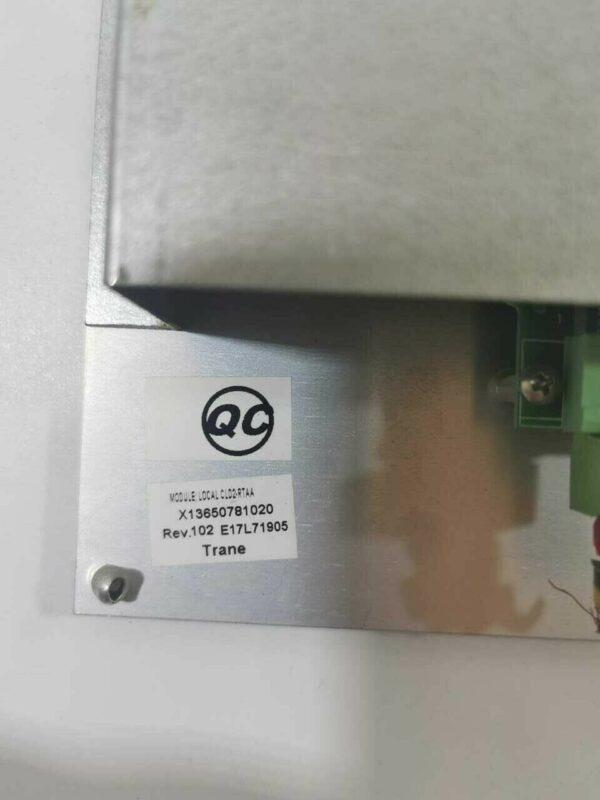 QC
MODULE LOCAL CLD2-RTAA
X13650781020
Rev.102 E17L71905
Trane